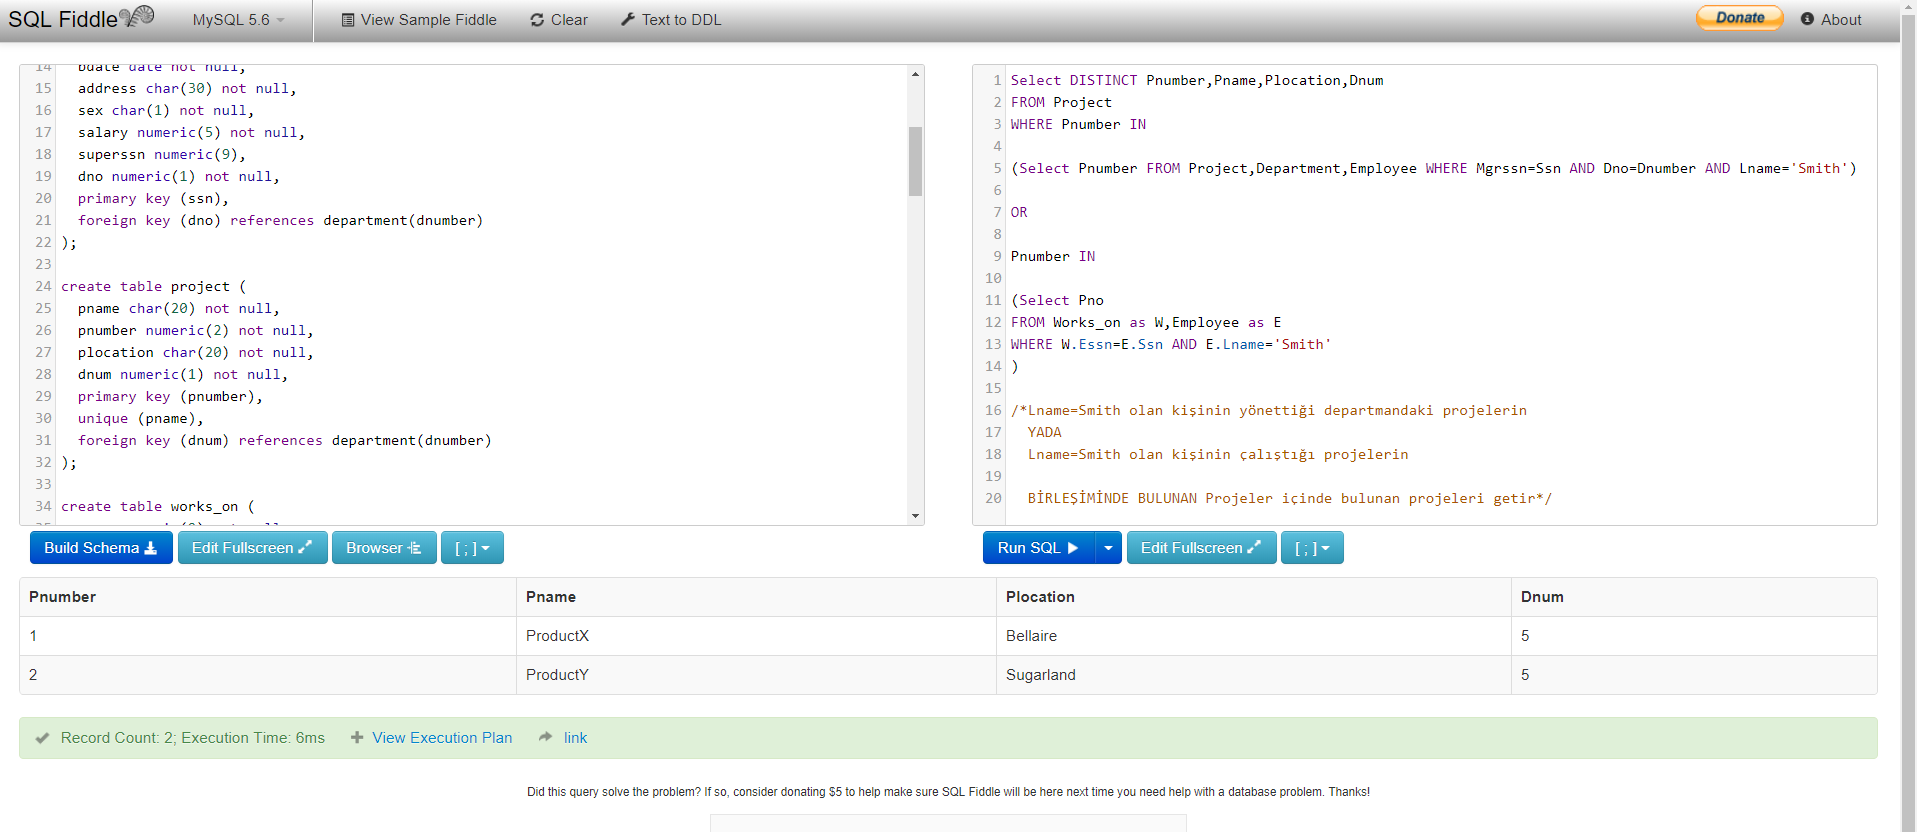 SQL Fiddle
MySQL 5.6
View Sample Fiddle
Clear
Text to DDL
Donate
About
14 bdate date not null,
15 address char(30) not null,
16 sex char(1) not null,
17 salary numeric(5) not null,
18 superssn numeric(9),
19 dno numeric(1) not null,
20 primary key (ssn),
21 foreign key (dno) references department(dnumber)
22 );
23
24 create table project (
25 pname char(20) not null,
26 pnumber numeric(2) not null,
27 plocation char(20) not null,
28 dnum numeric(1) not null,
29 primary key (pnumber),
30 unique (pname),
31 foreign key (dnum) references department(dnumber)
32 );
33
34 create table works_on (
1 Select DISTINCT Pnumber,Pname,Plocation,Dnum
2 FROM Project
3 WHERE Pnumber IN
4
5 (Select Pnumber FROM Project,Department,Employee WHERE Mgrssn=Ssn AND Dno=Dnumber AND Lname='Smith')
6
7 OR
8
9 Pnumber IN
10
11 (Select Pno
12 FROM Works_on as W,Employee as E
13 WHERE W.Essn=E.Ssn AND E.Lname='Smith'
14 )
15
16 /*Lname=Smith olan kişinin yönettiği departmandaki projelerin
17 YADA
18 Lname=Smith olan kişinin çalıştığı projelerin
19
20 BİRLEŞİMİNDE BULUNAN Projeler içinde bulunan projeleri getir*/
Build Schema
Edit Fullscreen
Browser
[ ; ]
Run SQL
Edit Fullscreen
[ ; ]
Pnumber Pname Plocation Dnum
1 ProductX Bellaire 5
2 ProductY Sugarland 5
Record Count: 2; Execution Time: 6ms
View Execution Plan
link
Did this query solve the problem? If so, consider donating $5 to help make sure SQL Fiddle will be here next time you need help with a database problem. Thanks!